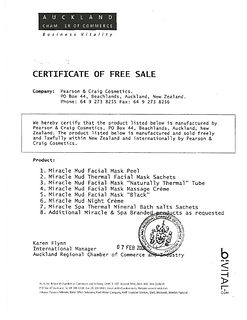 AUCKLAND
CHAMBER OF COMMERCE
Business Vitality
CERTIFICATE OF FREE SALE
Company: Pearson & Craig Cosmetics.
PO Box 44, Beachlands, Auckland, New Zealand.
Phone: 64 9 273 8215 Fax: 64 9 273 8216
We hereby certify that the product listed below is manufactured by
Pearson & Craig Cosmetics, PO Box 44, Beachlands, Auckland, New
Zealand. The product listed below is manufactured and sold freely
and lawfully within New Zealand and internationally by Pearson &
Craig Cosmetics.
Product:
1. Miracle Mud Facial Mask Peel
2. Miracle Mud Thermal Facial Mask Sachets
3. Miracle Mud Facial Mask "Naturally Thermal" Tube
4. Miracle Mud Facial Mask Massage Crème
5. Miracle Mud Facial Mask "Black"
6. Miracle Mud Night Crème
7. Miracle Spa Thermal Mineral Bath salts Sachets
8. Additional Miracle & Spa Branded products as requested
Karen Flynn
International Manager
07 FEB
Auckland Regional Chamber of Commerce and Industry
VITAL